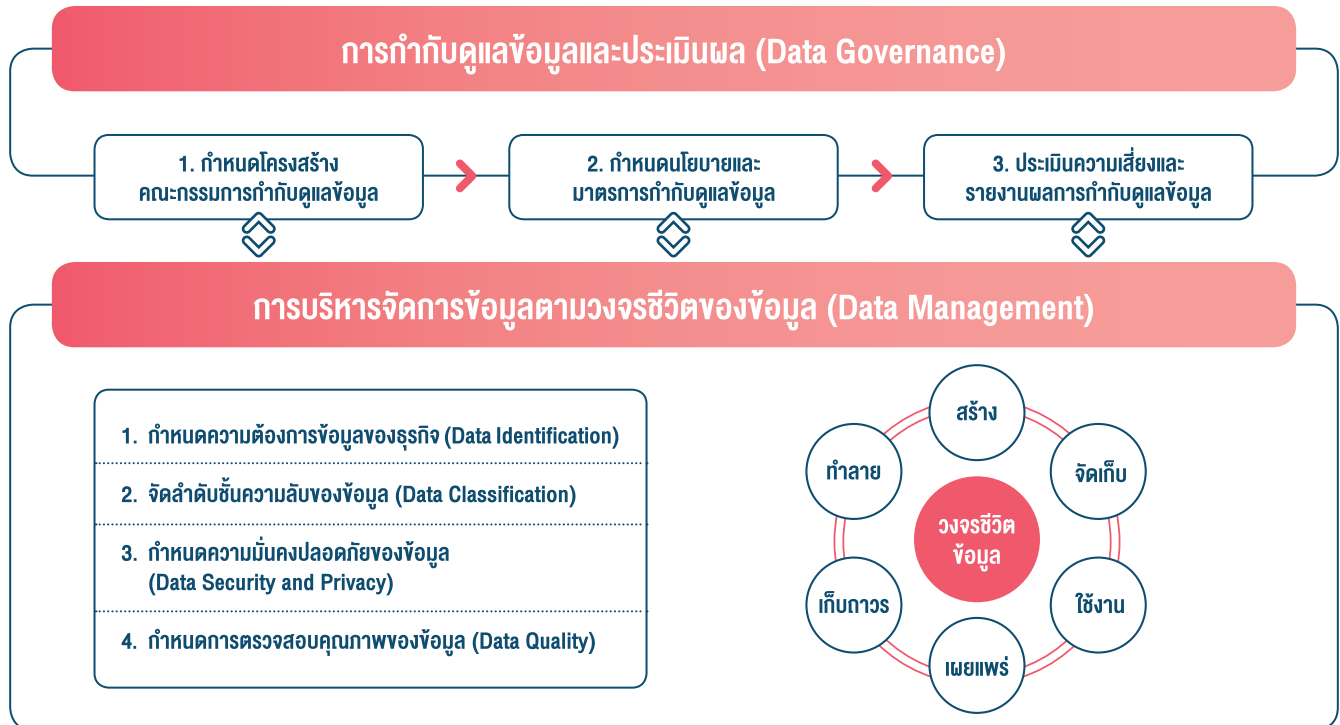 การกำกับดูแลข้อมูลและประเมินผล (Data Governance)
1. กำหนดโครงสร้าง
คณะกรรมการกำกับดูแลข้อมูล
2. กำหนดนโยบายและ
มาตรการกำกับดูแลข้อมูล
3. ประเมินความเสี่ยงและ
รายงานผลการกำกับดูแลข้อมูล
การบริหารจัดการข้อมูลตามวงจรชีวิตของข้อมูล (Data Management)
1. กำหนดความต้องการข้อมูลของธุรกิจ (Data Identification)
2. จัดลำดับชั้นความลับของข้อมูล (Data Classification)
3. กำหนดความมั่นคงปลอดภัยของข้อมูล
(Data Security and Privacy)
4. กำหนดการตรวจสอบคุณภาพของข้อมูล (Data Quality)
สร้าง
จัดเก็บ
ใช้งาน
เผยแพร่
เก็บถาวร
ทำลาย
วงจรชีวิต
ข้อมูล